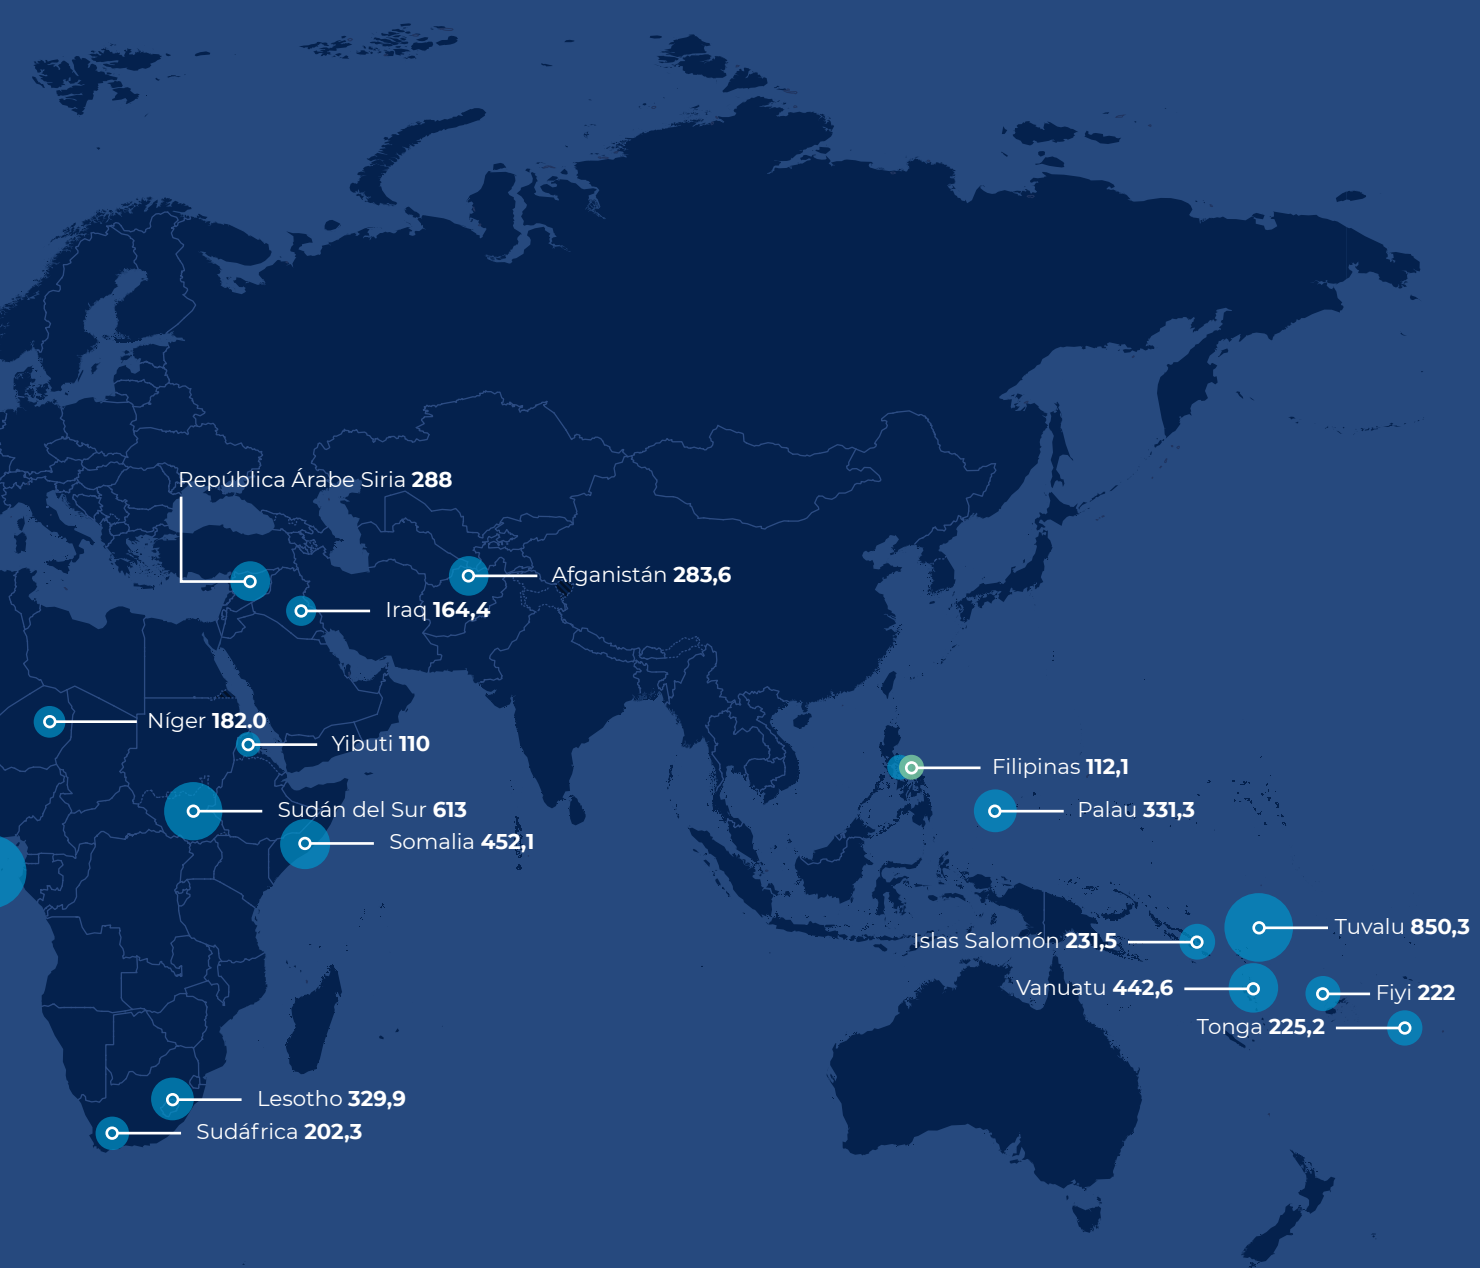 República Árabe Siria 288
Afganistán 283,6
Iraq 164,4
Níger 182.0
Yibuti 110
Filipinas 112,1
Sudán del Sur 613
Palau 331,3
Somalia 452,1
Tuvalu 850,3
Islas Salomón 231,5
Vanuatu 442,6
Fiyi 222
Tonga 225,2
Lesotho 329,9
Sudáfrica 202,3